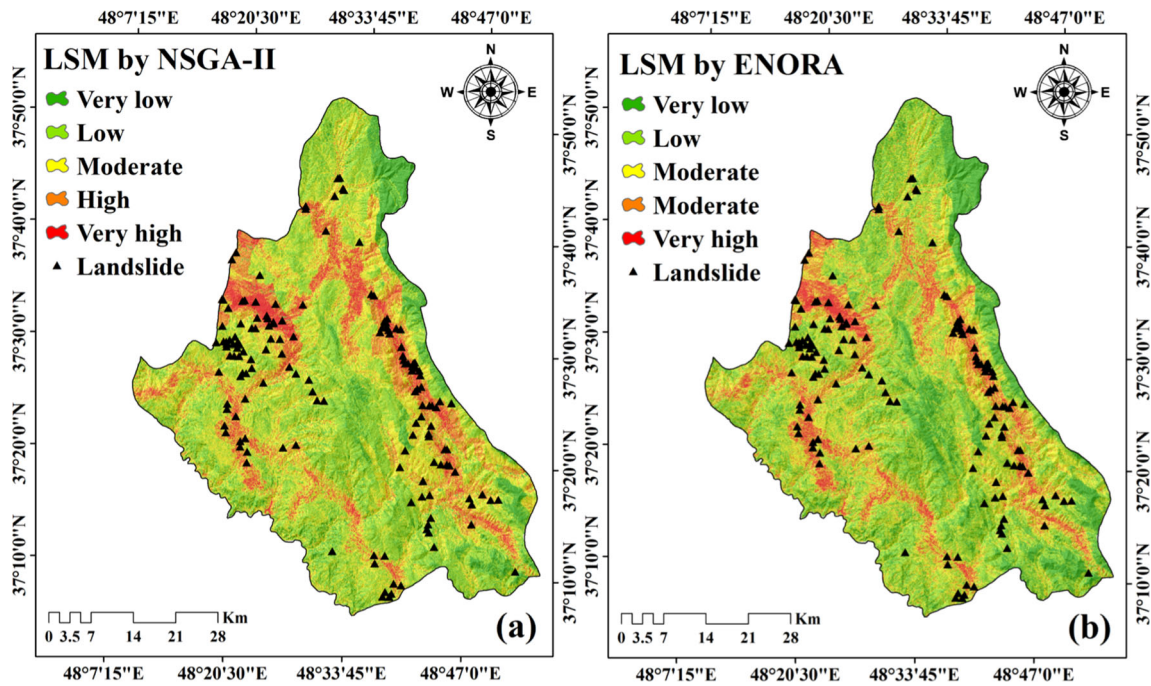 48°7'15"E 48°20'30"E 48°33'45"E 48°47'0"E
LSM by NSGA-II
Very low
Low
Moderate
High
Very high
Landslide
N
W E
S
37°50'0''N
37°40'0''N
37°30'0''N
37°20'0''N
37°10'0''N
37°50'0''N
37°40'0''N
37°30'0''N
37°20'0''N
37°10'0''N
Km
0 3.5 7 14 21 28
(a)
48°7'15"E 48°20'30"E 48°33'45"E 48°47'0"E
48°7'15"E 48°20'30"E 48°33'45"E 48°47'0"E
LSM by ENORA
Very low
Low
Moderate
Moderate
Very high
Landslide
N
W E
S
37°50'0''N
37°40'0''N
37°30'0''N
37°20'0''N
37°10'0''N
Km
0 3.5 7 14 21 28
(b)
48°7'15"E 48°20'30"E 48°33'45"E 48°47'0"E